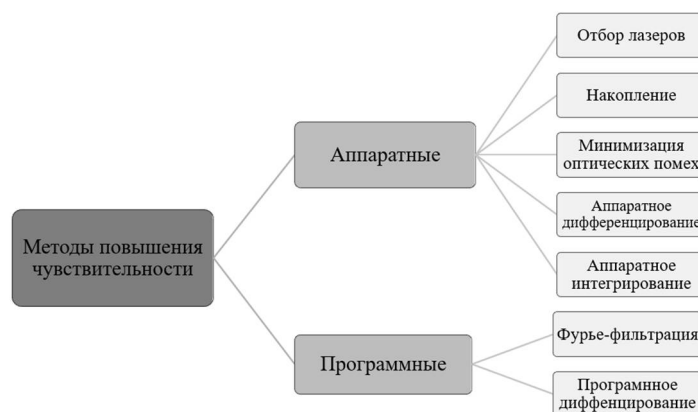 Методы повышения
чувствительности
Аппаратные
Отбор лазеров
Накопление
Минимизация
оптических помех
Аппаратное
дифференцирование
Аппаратное
интегрирование
Программные
Фурье-фильтрация
Програмнное
диффенцирование